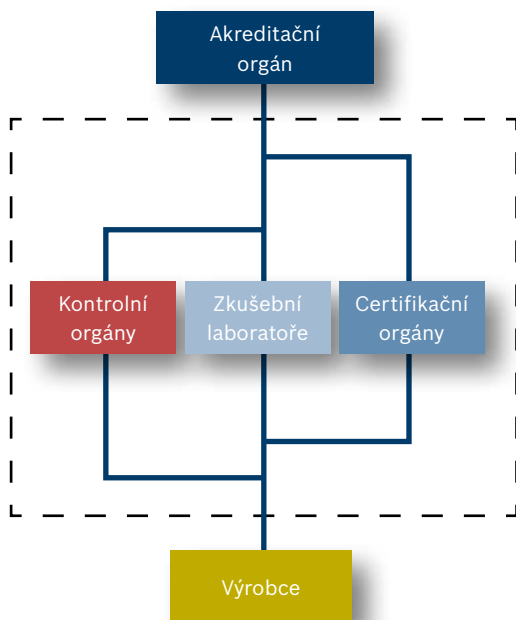 Akreditační
orgán
Kontrolní
orgány
Zkušební
laboratoře
Certifikační
orgány
Výrobce